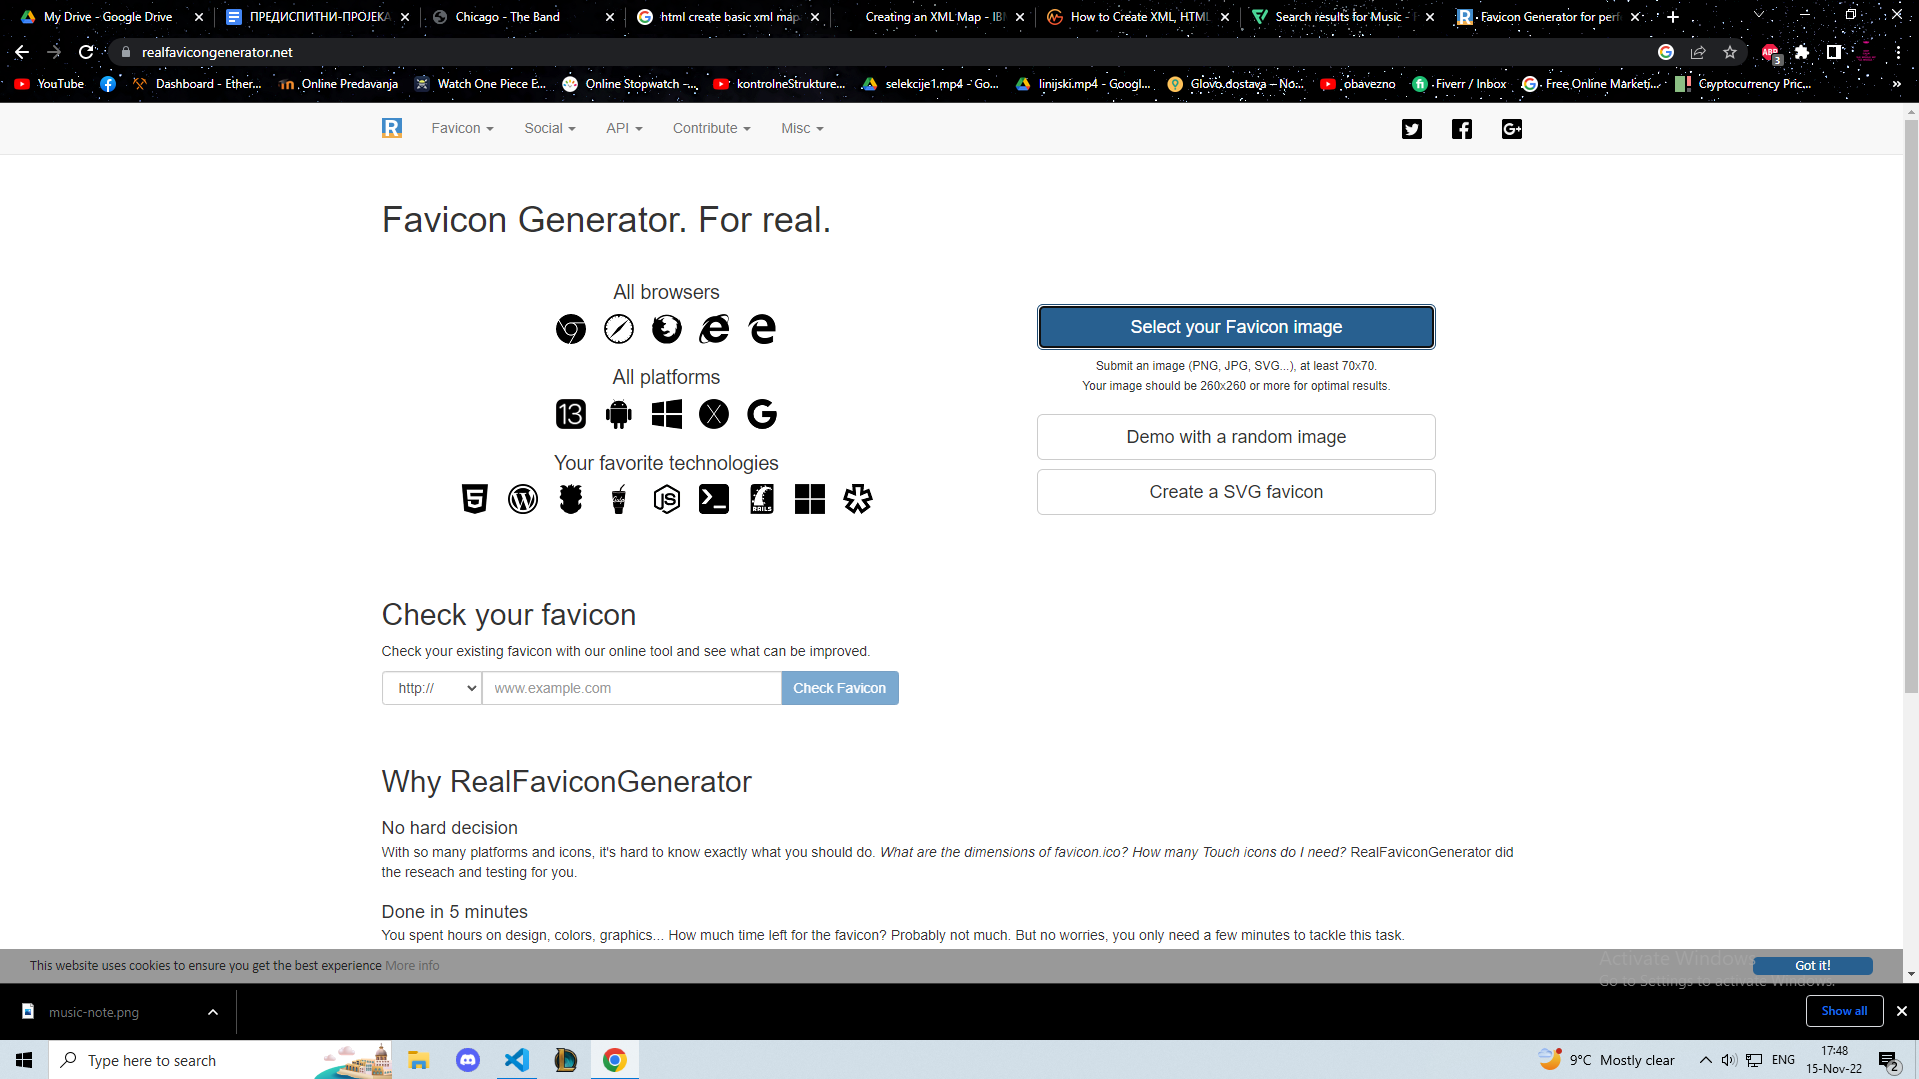 My Drive - Google Drive
ПРЕДИСПИТНИ-ПРОЈЕКА
Chicago - The Band
html create basic xml map
Creating an XML Map - IB
How to Create XML, HTML
Search results for Music -
Favicon Generator for perf
realfavicongenerator.net
ABP
3
YouTube
Dashboard - Ether...
Online Predavanja
Watch One Piece E...
Online Stopwatch -...
kontrolneStrukture...
selekcije1.mp4 - Go...
linijski.mp4 - Googl...
Glovo dostava – No...
obavezno
Fiverr / Inbox
Free Online Marketi...
Cryptocurrency Pric...
»
R
Favicon
Social
API
Contribute
Misc
Favicon Generator. For real.
All browsers
All platforms
13
X
Your favorite technologies
JS
RAILS
Select your Favicon image
Submit an image (PNG, JPG, SVG...), at least 70x70.
Your image should be 260x260 or more for optimal results.
Demo with a random image
Create a SVG favicon
Check your favicon
Check your existing favicon with our online tool and see what can be improved.
http://
www.example.com
Check Favicon
Why RealFaviconGenerator
No hard decision
With so many platforms and icons, it's hard to know exactly what you should do. What are the dimensions of favicon.ico? How many Touch icons do I need? RealFaviconGenerator did
the reseach and testing for you.
Done in 5 minutes
You spent hours on design, colors, graphics... How much time left for the favicon? Probably not much. But no worries, you only need a few minutes to tackle this task.
This website uses cookies to ensure you get the best experience More info
Got it!
Activate Windows
Go to Settings to activate Windows.
music-note.png
Show all
Type here to search
9°C Mostly clear
ENG
17:48
15-Nov-22
2